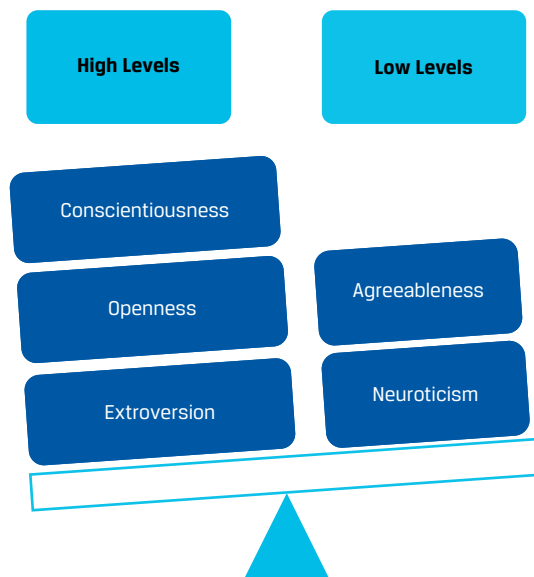 High Levels
Low Levels
Conscientiousness
Openness
Extroversion
Agreeableness
Neuroticism